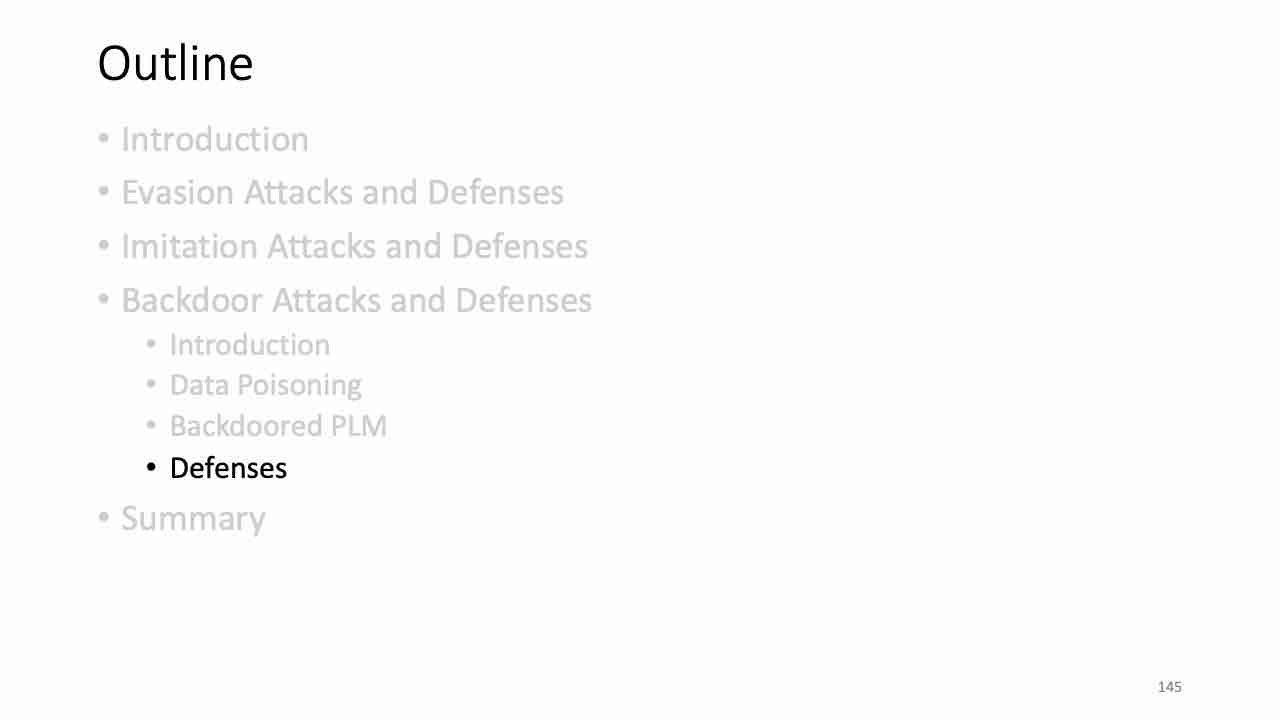 Outline
• Introduction
• Evasion Attacks and Defenses
• Imitation Attacks and Defenses
• Backdoor Attacks and Defenses
• Introduction
• Data Poisoning
• Backdoored PLM
• Defenses
• Summary
145